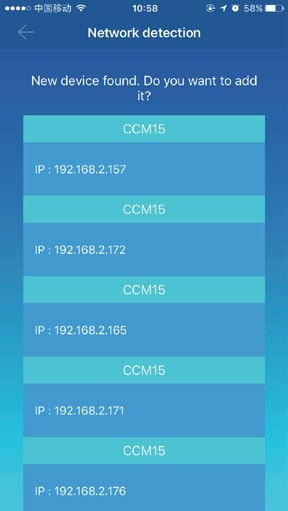 中国移动 10:58 58%
Network detection
New device found. Do you want to add
it?
CCM15
IP : 192.168.2.157
CCM15
IP : 192.168.2.172
CCM15
IP : 192.168.2.165
CCM15
IP : 192.168.2.171
CCM15
IP : 192.168.2.176